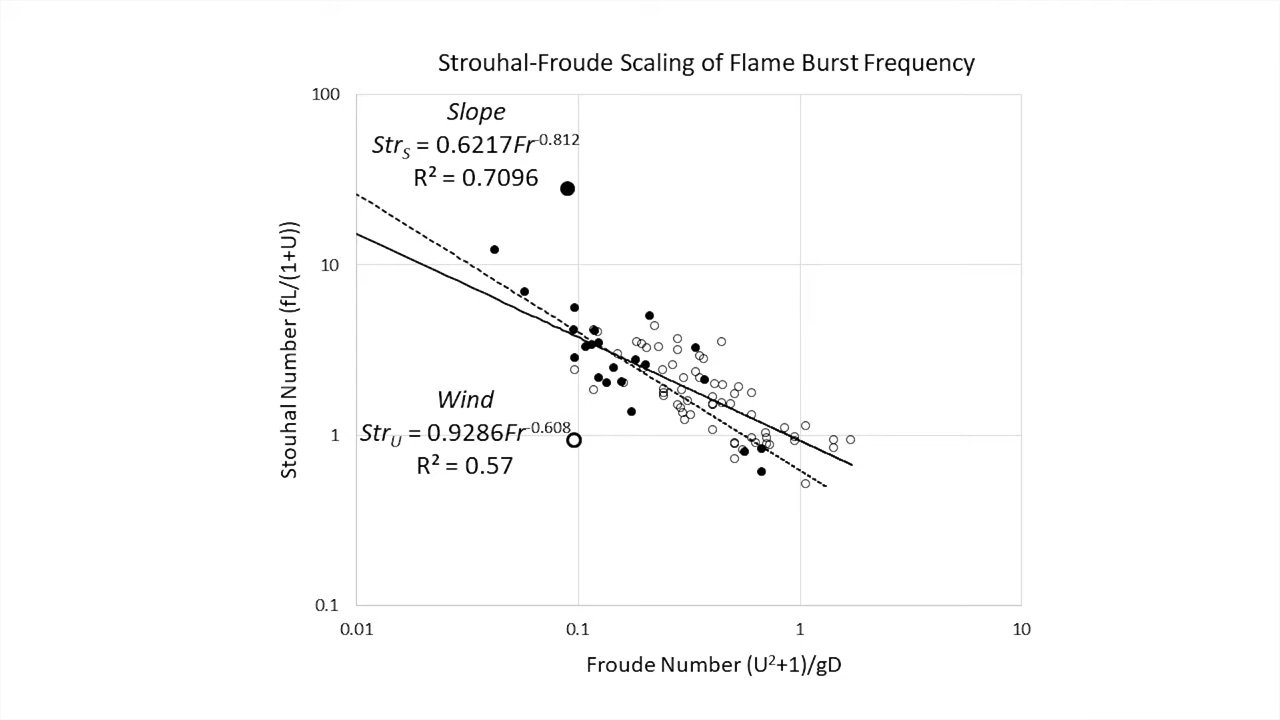 Strouhal-Froude Scaling of Flame Burst Frequency
100
10
1
0.1
Slope
Str_S = 0.6217Fr^-0.812
R² = 0.7096
Wind
Str_U = 0.9286Fr^-0.608
R² = 0.57
Stouhal Number (fL/(1+U))
0.01
0.1
1
10
Froude Number (U²+1)/gD